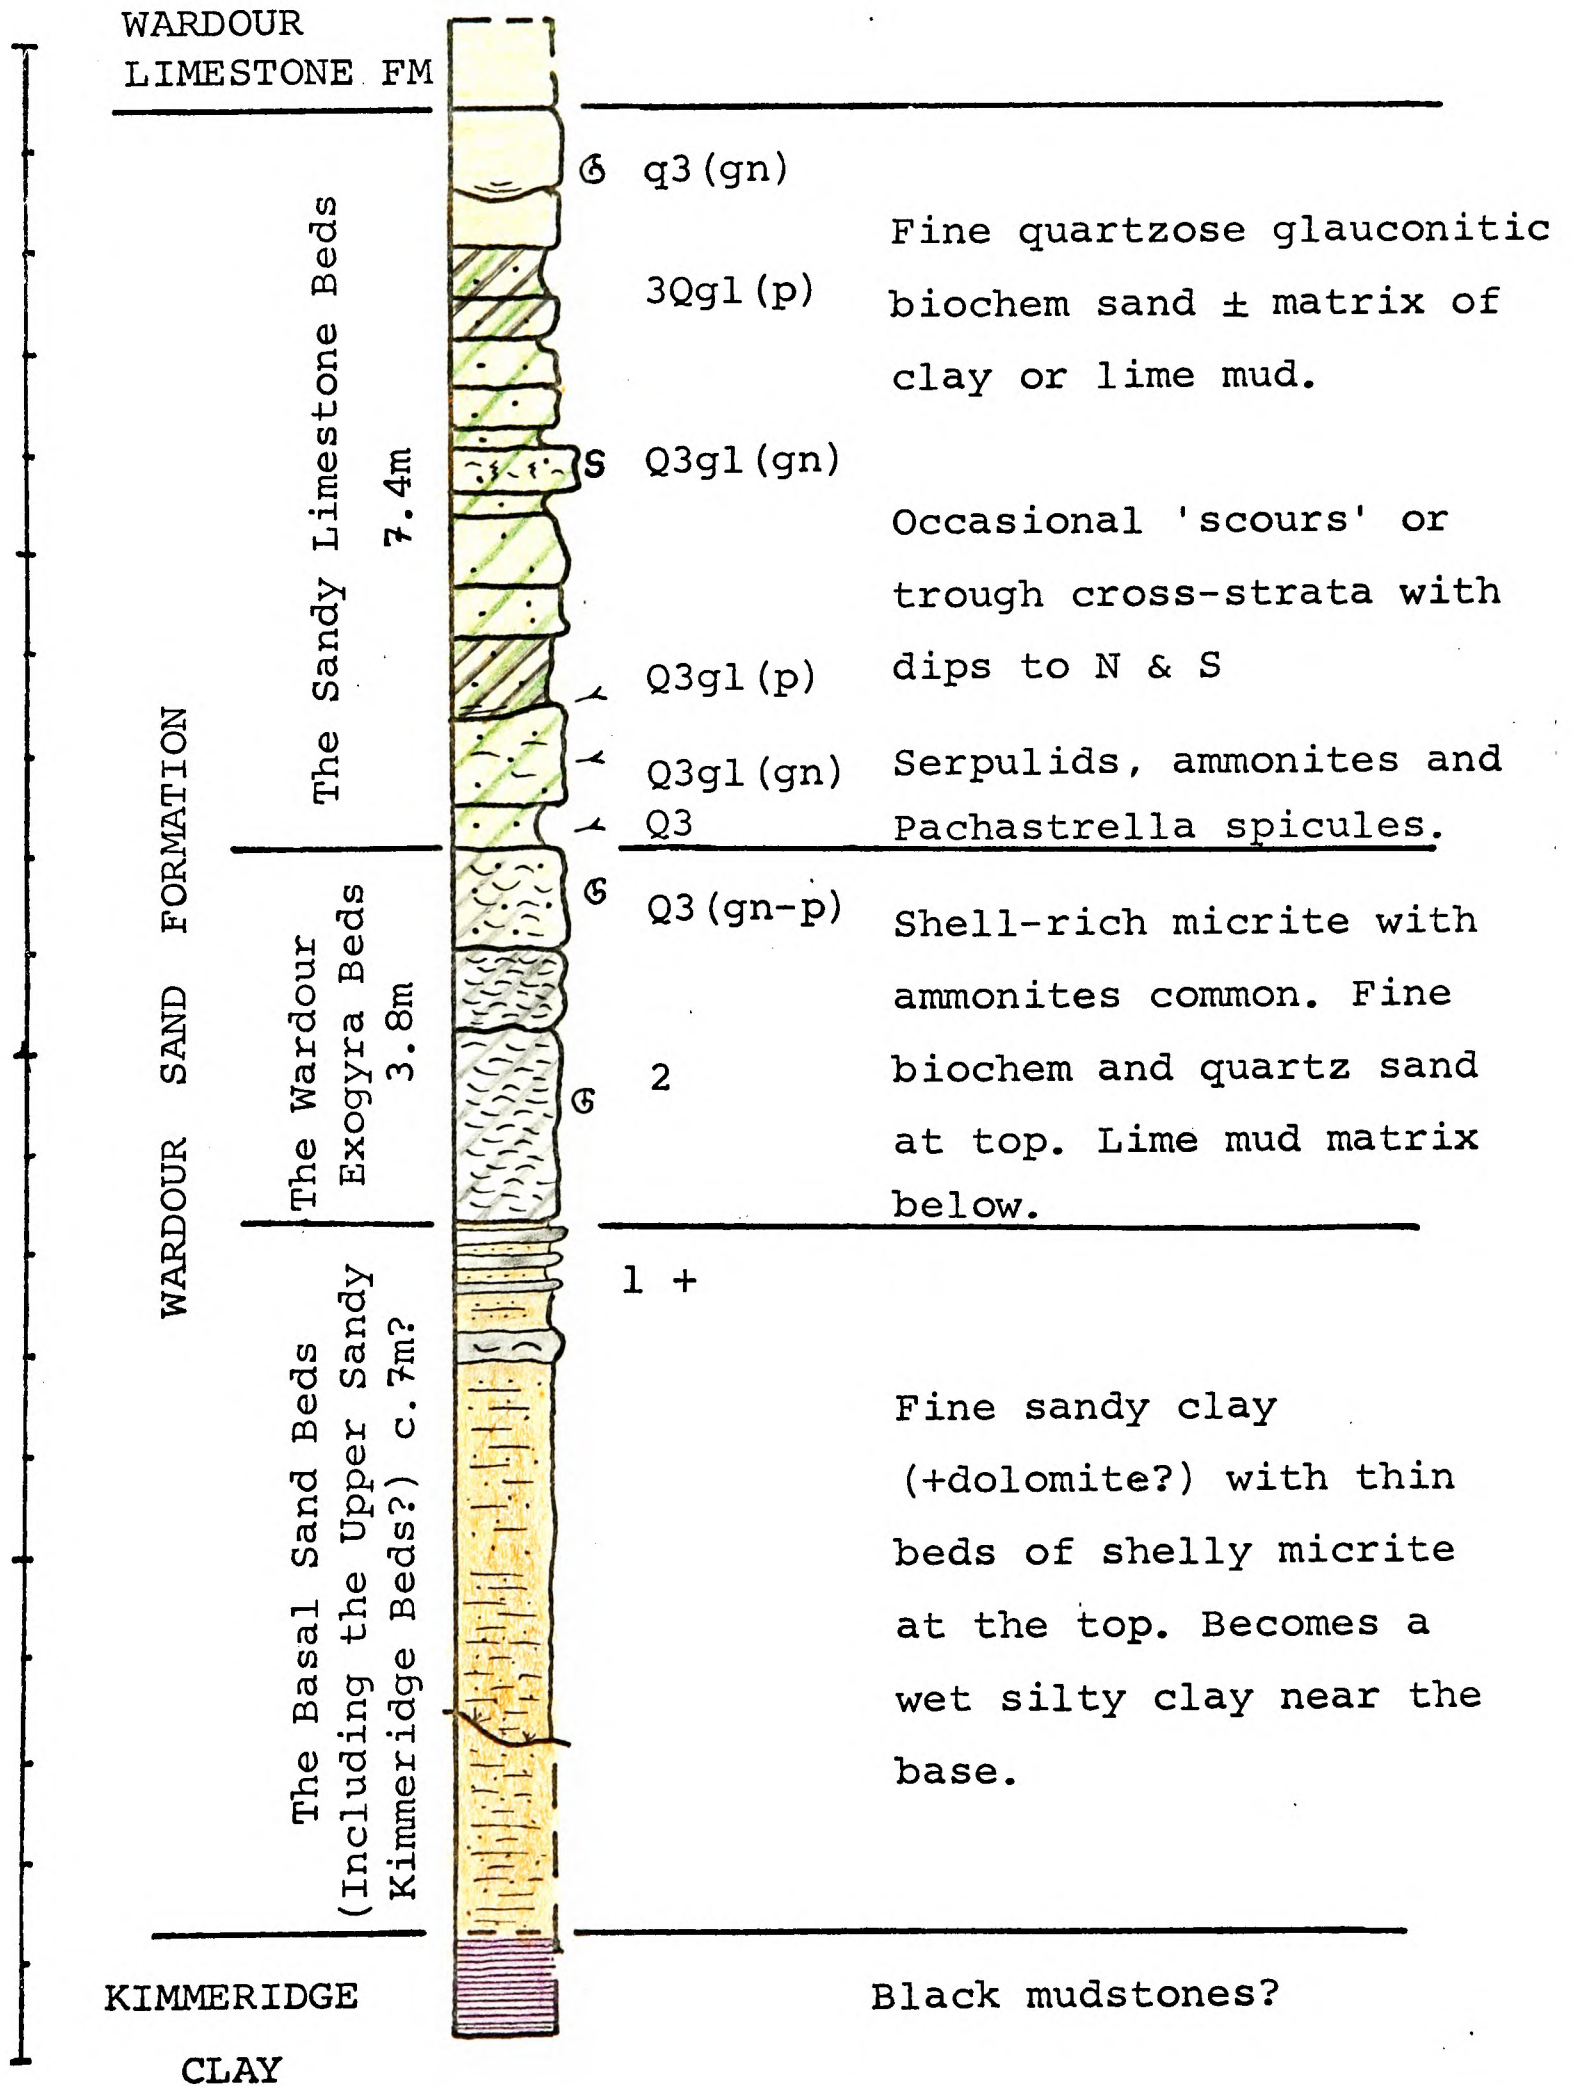 WARDOUR
LIMESTONE FM
WARDOUR SAND FORMATION
The Sandy Limestone Beds
7.4m
q3(gn)
3Qgl(p)
Q3gl(gn)
S
Q3gl(p)
Q3gl(gn)
Q3
Fine quartzose glauconitic
biochem sand ± matrix of
clay or lime mud.
Occasional 'scours' or
trough cross-strata with
dips to N & S
Serpulids, ammonites and
Pachastrella spicules.
The Wardour
Exogyra Beds
3.8m
Q3(gn-p)
2
Shell-rich micrite with
ammonites common. Fine
biochem and quartz sand
at top. Lime mud matrix
below.
The Basal Sand Beds
(Including the Upper Sandy
Kimmeridge Beds?) c.7m?
1 +
Fine sandy clay
(+dolomite?) with thin
beds of shelly micrite
at the top. Becomes a
wet silty clay near the
base.
KIMMERIDGE
CLAY
Black mudstones?